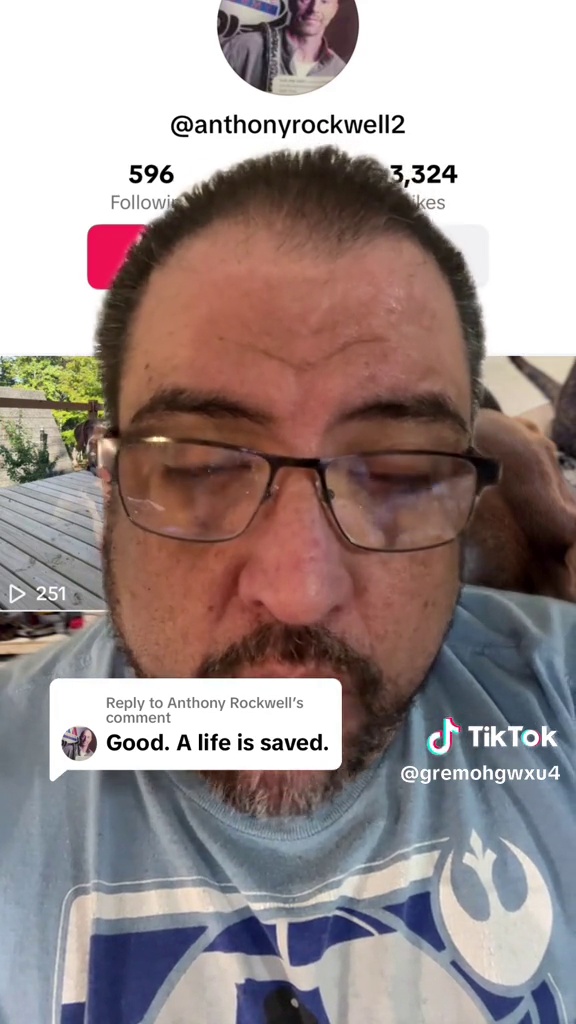 @anthonyrockwell2
596
3,324
251
Reply to Anthony Rockwell's
comment
Good. A life is saved.
TikTok
@gremohgwxu4